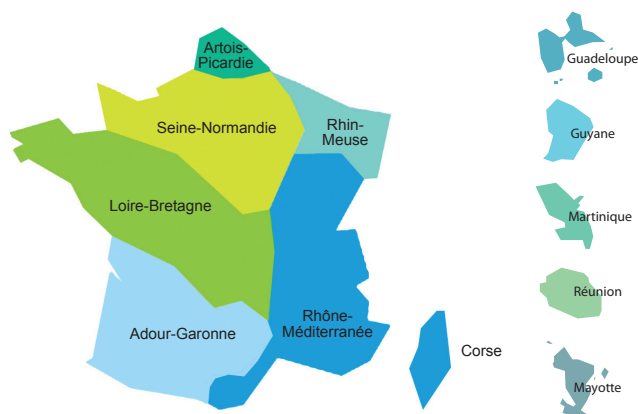 Artois-
Picardie
Seine-Normandie
Rhin-
Meuse
Loire-Bretagne
Adour-Garonne
Rhône-
Méditerranée
Corse
Guadeloupe
Guyane
Martinique
Réunion
Mayotte